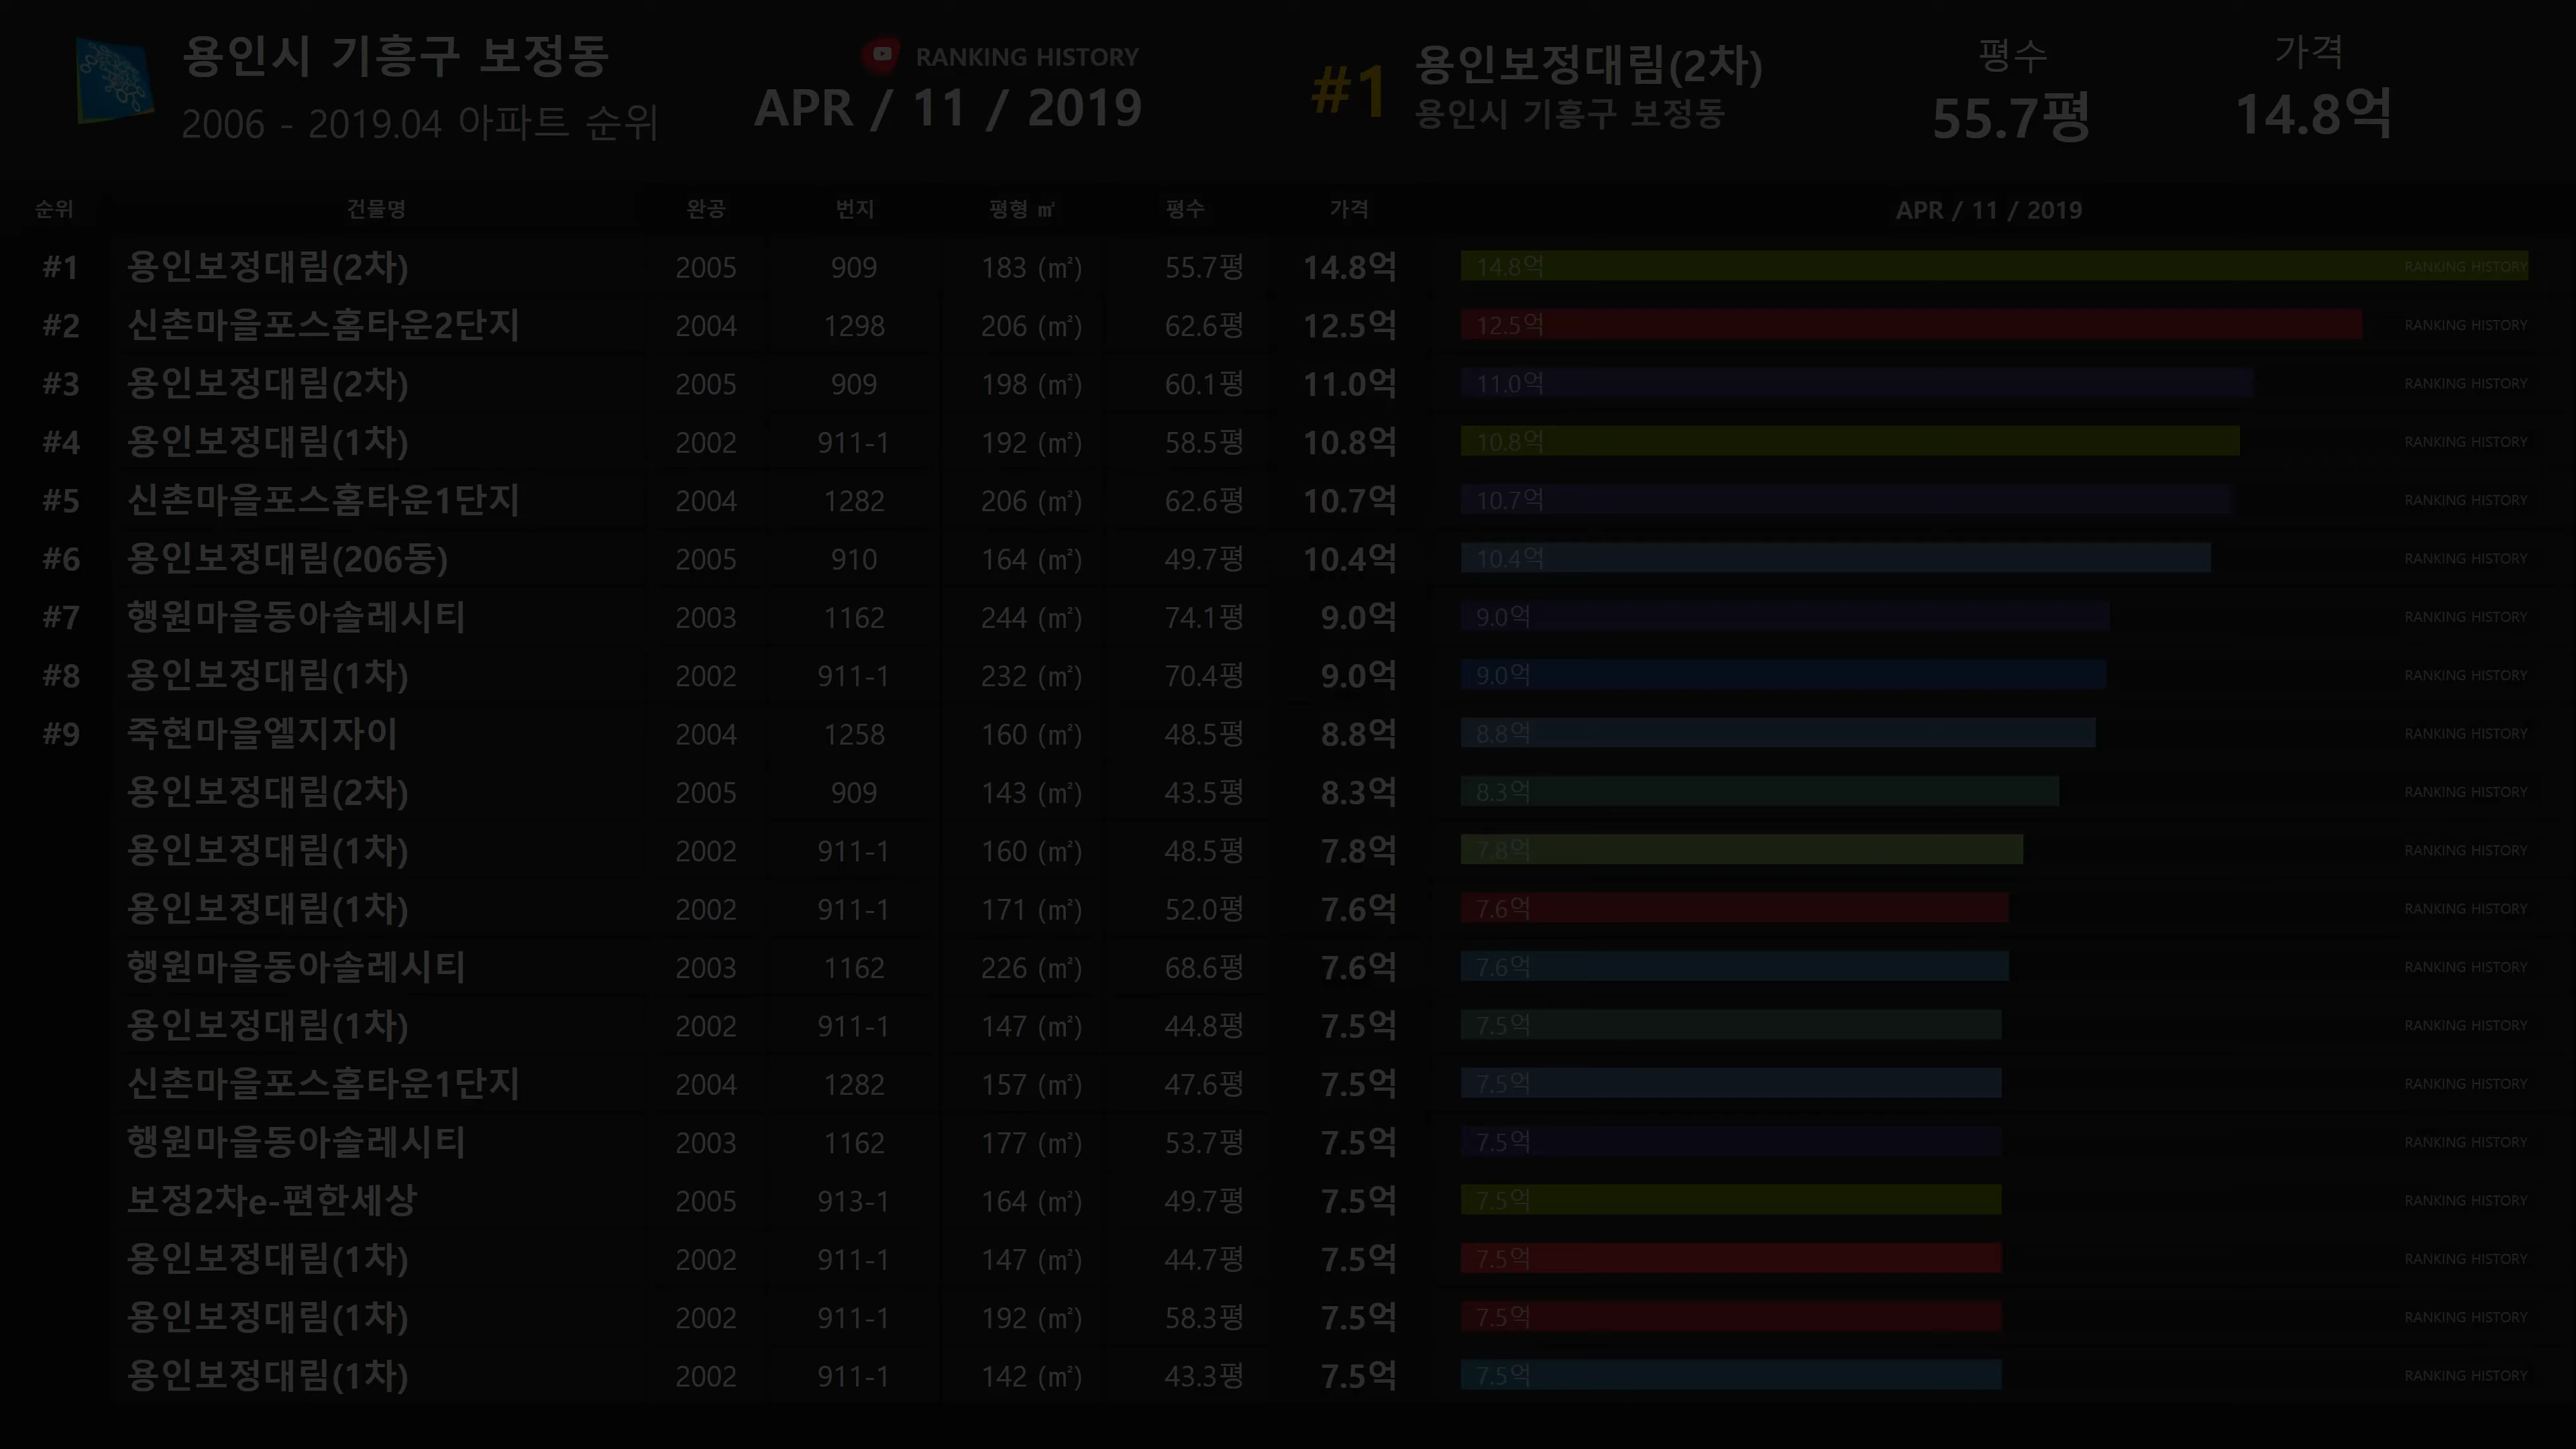 용인시 기흥구 보정동
2006 - 2019.04 아파트 순위
RANKING HISTORY
APR / 11 / 2019
#1 용인보정대림(2차)
용인시 기흥구 보정동
평수
55.7평
가격
14.8억
순위 건물명 완공 번지 평형 ㎡ 평수 가격 APR / 11 / 2019
#1 용인보정대림(2차) 2005 909 183 (㎡) 55.7평 14.8억 14.8억 RANKING HISTORY
#2 신촌마을포스홈타운2단지 2004 1298 206 (㎡) 62.6평 12.5억 12.5억 RANKING HISTORY
#3 용인보정대림(2차) 2005 909 198 (㎡) 60.1평 11.0억 11.0억 RANKING HISTORY
#4 용인보정대림(1차) 2002 911-1 192 (㎡) 58.5평 10.8억 10.8억 RANKING HISTORY
#5 신촌마을포스홈타운1단지 2004 1282 206 (㎡) 62.6평 10.7억 10.7억 RANKING HISTORY
#6 용인보정대림(206동) 2005 910 164 (㎡) 49.7평 10.4억 10.4억 RANKING HISTORY
#7 행원마을동아솔레시티 2003 1162 244 (㎡) 74.1평 9.0억 9.0억 RANKING HISTORY
#8 용인보정대림(1차) 2002 911-1 232 (㎡) 70.4평 9.0억 9.0억 RANKING HISTORY
#9 죽현마을엘지자이 2004 1258 160 (㎡) 48.5평 8.8억 8.8억 RANKING HISTORY
용인보정대림(2차) 2005 909 143 (㎡) 43.5평 8.3억 8.3억 RANKING HISTORY
용인보정대림(1차) 2002 911-1 160 (㎡) 48.5평 7.8억 7.8억 RANKING HISTORY
용인보정대림(1차) 2002 911-1 171 (㎡) 52.0평 7.6억 7.6억 RANKING HISTORY
행원마을동아솔레시티 2003 1162 226 (㎡) 68.6평 7.6억 7.6억 RANKING HISTORY
용인보정대림(1차) 2002 911-1 147 (㎡) 44.8평 7.5억 7.5억 RANKING HISTORY
신촌마을포스홈타운1단지 2004 1282 157 (㎡) 47.6평 7.5억 7.5억 RANKING HISTORY
행원마을동아솔레시티 2003 1162 177 (㎡) 53.7평 7.5억 7.5억 RANKING HISTORY
보정2차e-편한세상 2005 913-1 164 (㎡) 49.7평 7.5억 7.5억 RANKING HISTORY
용인보정대림(1차) 2002 911-1 147 (㎡) 44.7평 7.5억 7.5억 RANKING HISTORY
용인보정대림(1차) 2002 911-1 192 (㎡) 58.3평 7.5억 7.5억 RANKING HISTORY
용인보정대림(1차) 2002 911-1 142 (㎡) 43.3평 7.5억 7.5억 RANKING HISTORY